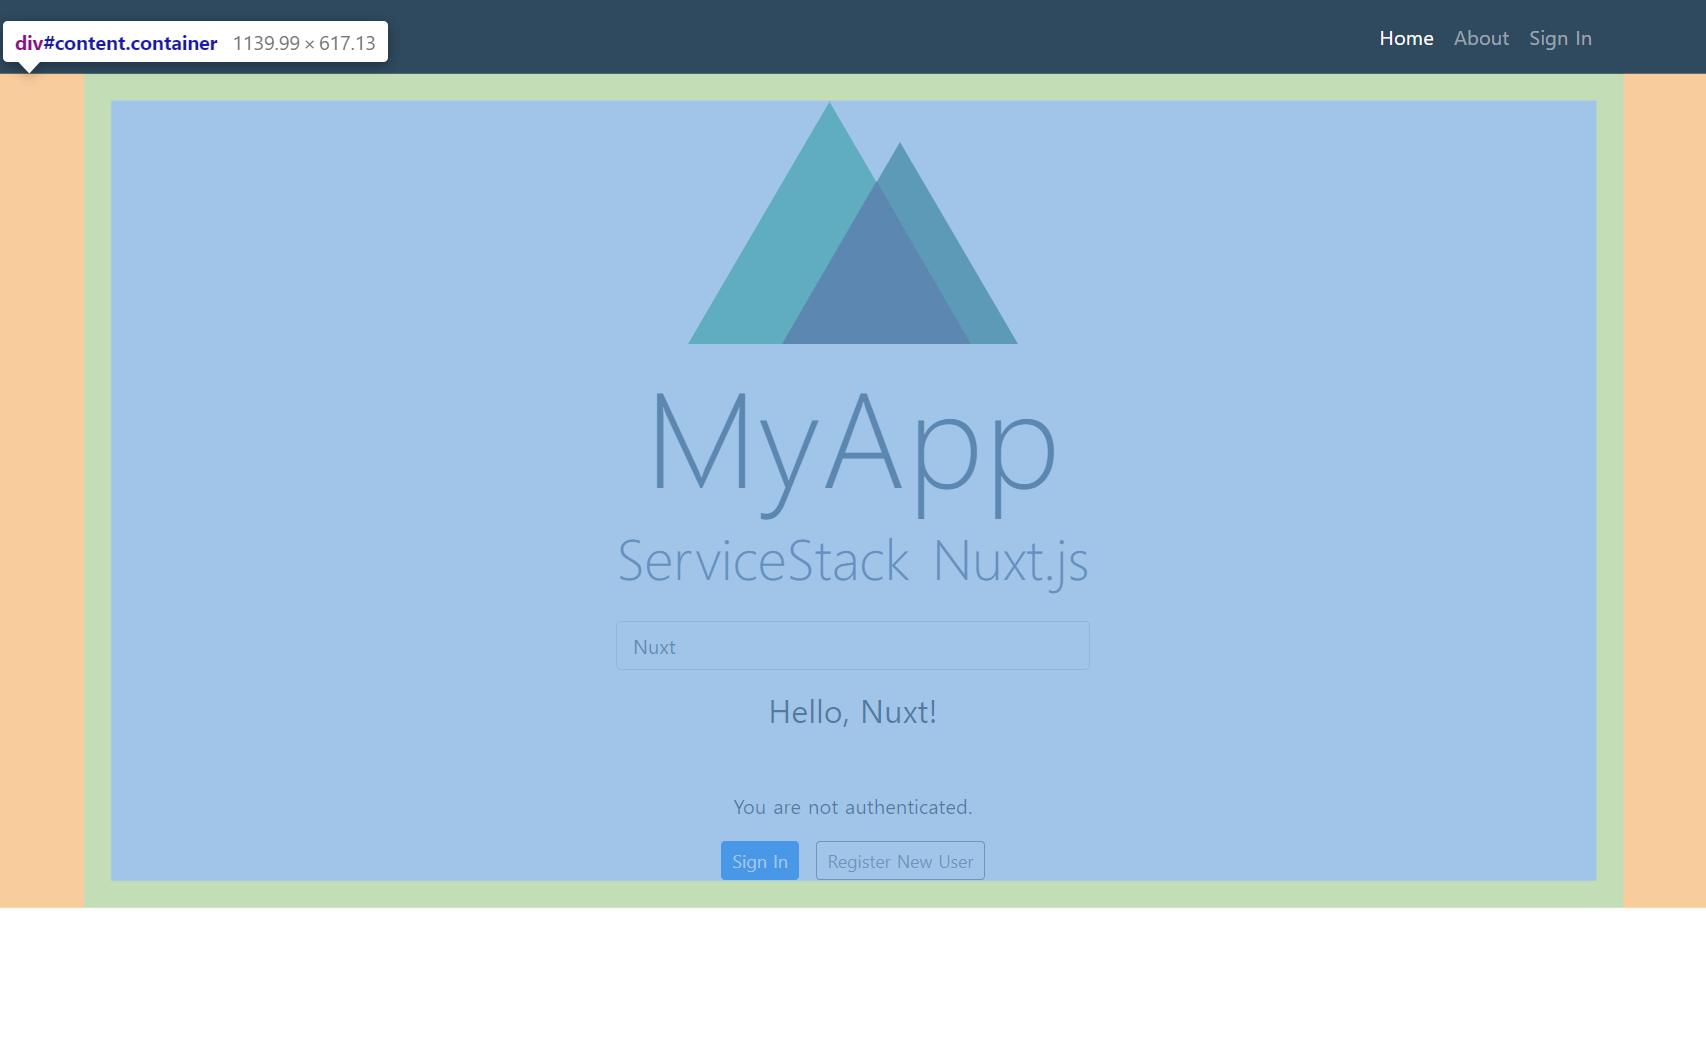 div#content.container 1139.99 × 617.13
Home About Sign In
MyApp
ServiceStack Nuxt.js
Nuxt
Hello, Nuxt!
You are not authenticated.
Sign In Register New User